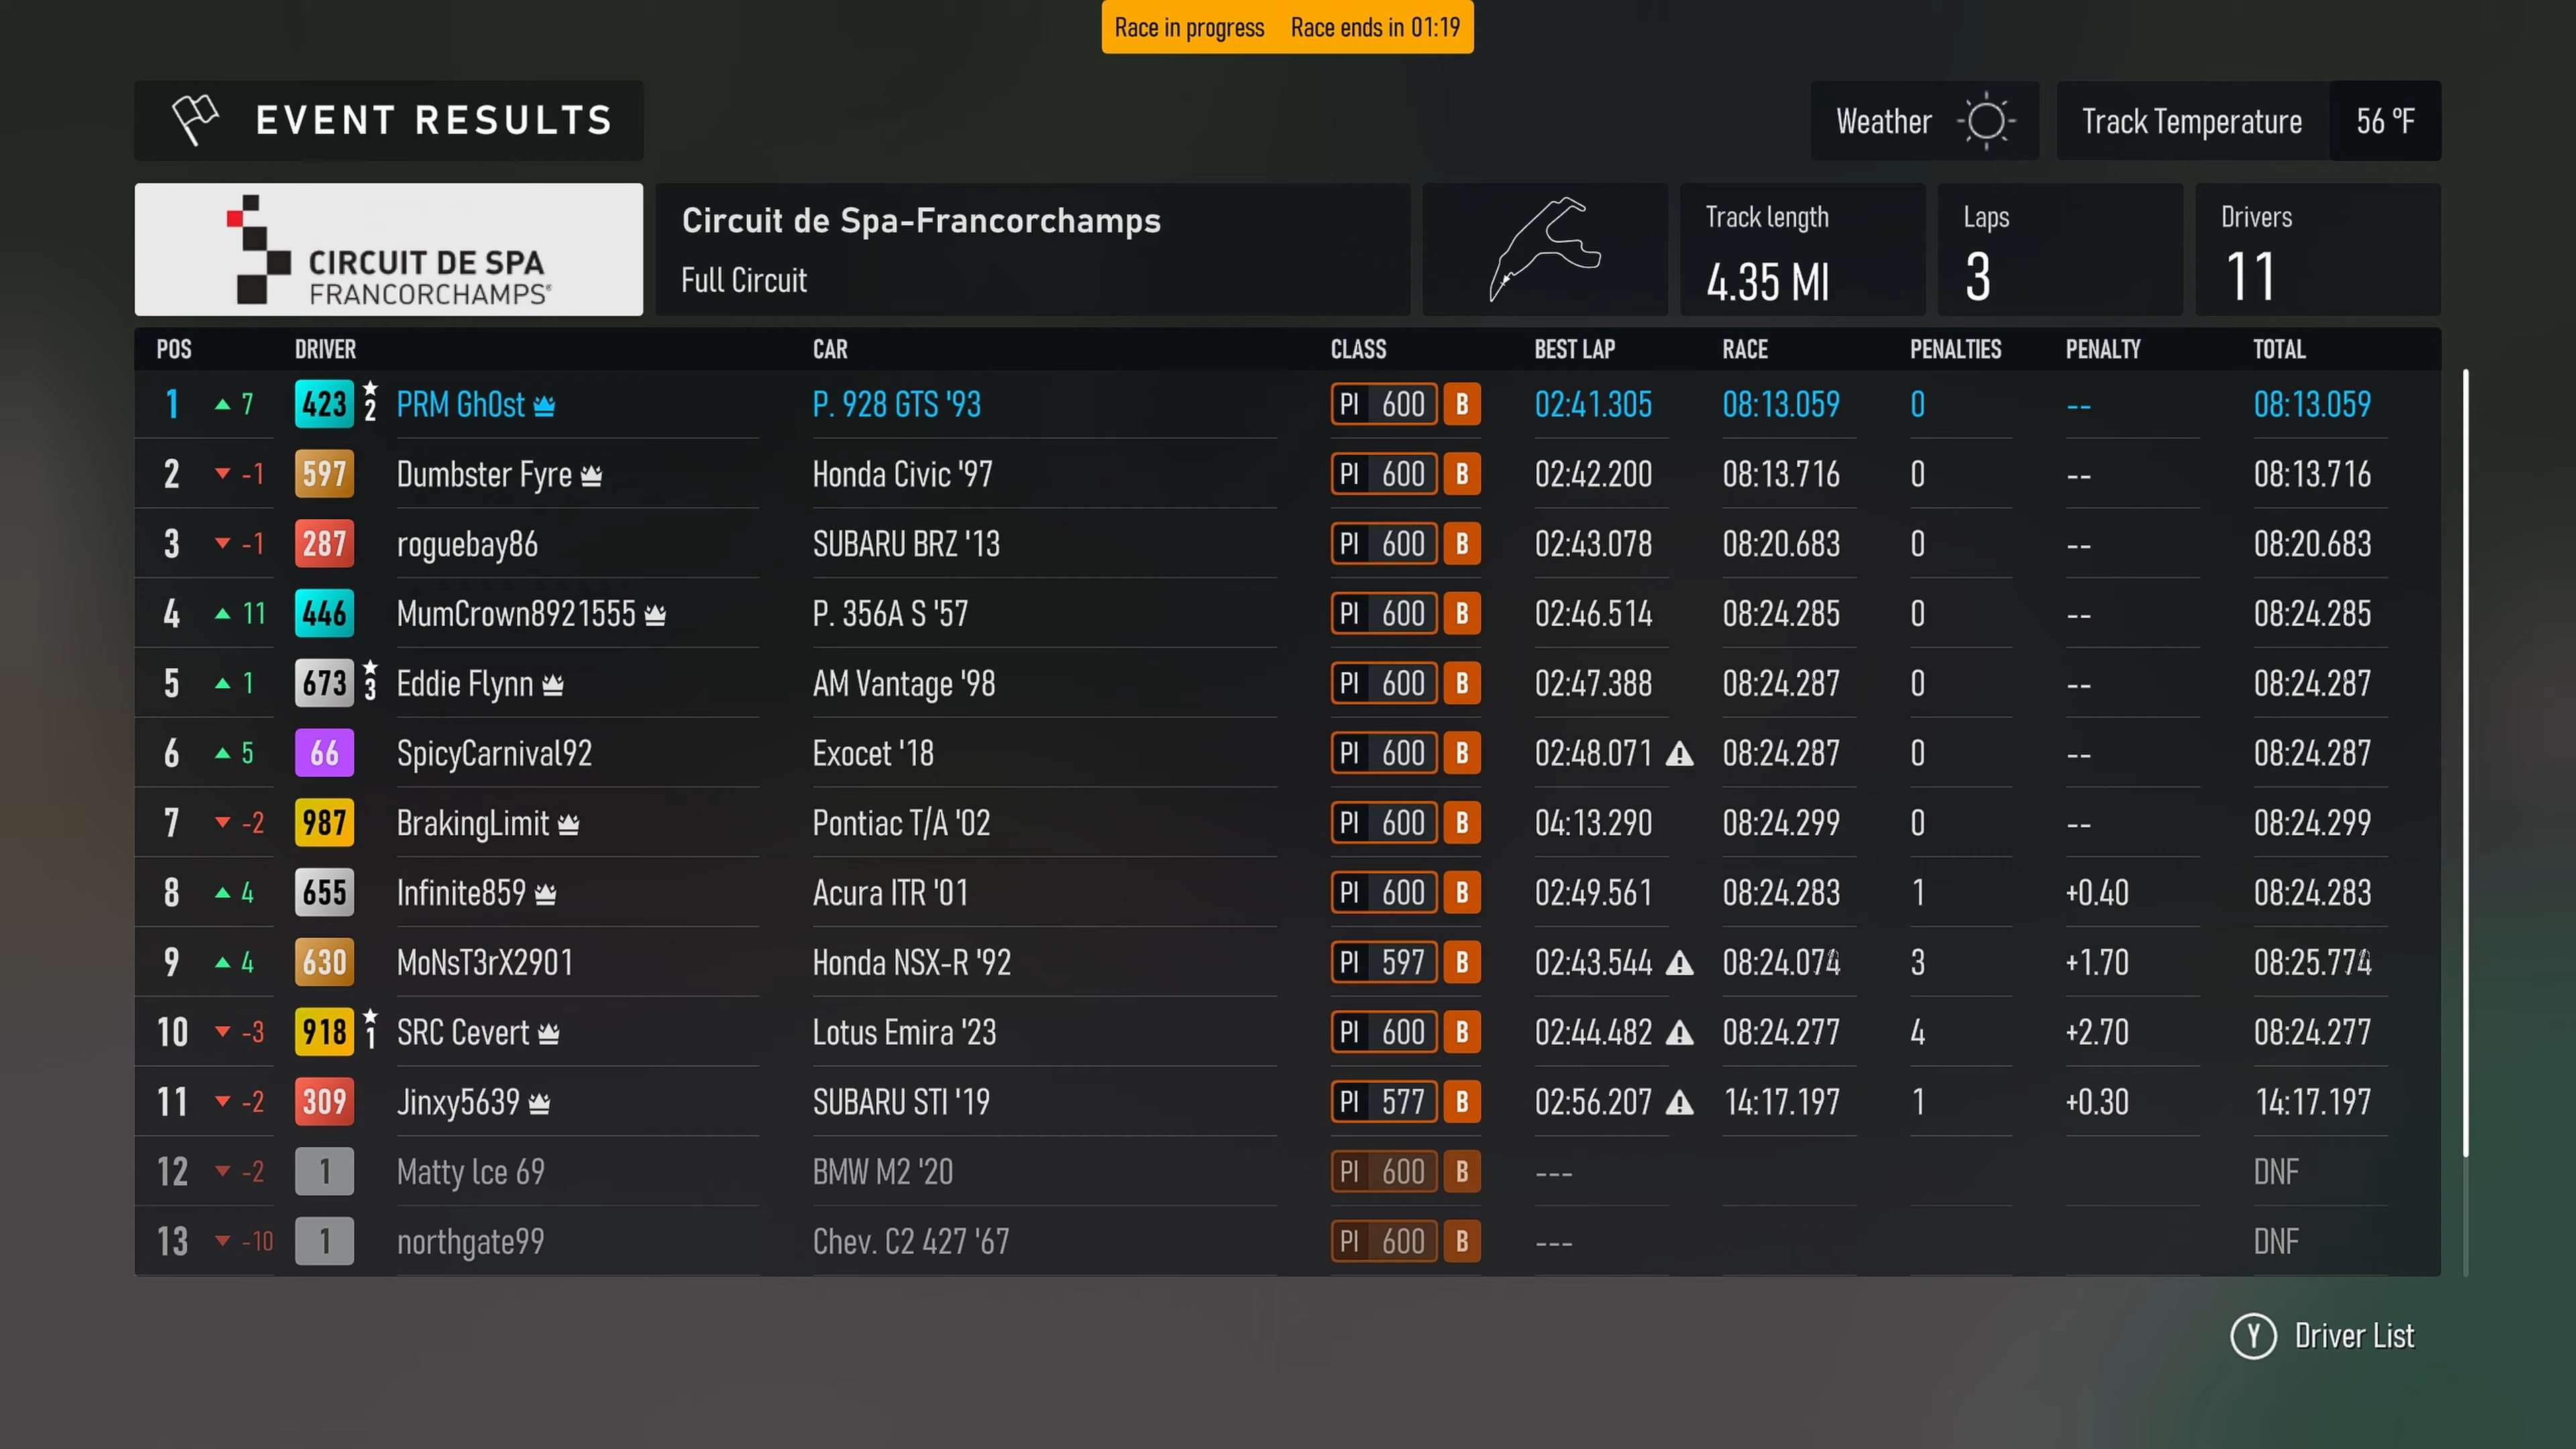 Race in progress Race ends in 01:19
EVENT RESULTS
Weather
Track Temperature 56 ºF
CIRCUIT DE SPA
FRANCORCHAMPS®
Circuit de Spa-Francorchamps
Full Circuit
Track length
4.35 MI
Laps
3
Drivers
11
POS DRIVER CAR CLASS BEST LAP RACE PENALTIES PENALTY TOTAL
1 ▲ 7 423 ★ 2 PRM Gh0st P. 928 GTS '93 PI 600 B 02:41.305 08:13.059 0 -- 08:13.059
2 ▼ -1 597 Dumbster Fyre Honda Civic '97 PI 600 B 02:42.200 08:13.716 0 -- 08:13.716
3 ▼ -1 287 roguebay86 SUBARU BRZ '13 PI 600 B 02:43.078 08:20.683 0 -- 08:20.683
4 ▲ 11 446 MumCrown8921555 P. 356A S '57 PI 600 B 02:46.514 08:24.285 0 -- 08:24.285
5 ▲ 1 673 ★ 3 Eddie Flynn AM Vantage '98 PI 600 B 02:47.388 08:24.287 0 -- 08:24.287
6 ▲ 5 66 SpicyCarnival92 Exocet '18 PI 600 B 02:48.071 08:24.287 0 -- 08:24.287
7 ▼ -2 987 BrakingLimit Pontiac T/A '02 PI 600 B 04:13.290 08:24.299 0 -- 08:24.299
8 ▲ 4 655 Infinite859 Acura ITR '01 PI 600 B 02:49.561 08:24.283 1 +0.40 08:24.283
9 ▲ 4 630 MoNsT3rX2901 Honda NSX-R '92 PI 597 B 02:43.544 08:24.074 3 +1.70 08:25.774
10 ▼ -3 918 ★ 1 SRC Cevert Lotus Emira '23 PI 600 B 02:44.482 08:24.277 4 +2.70 08:24.277
11 ▼ -2 309 Jinxy5639 SUBARU STI '19 PI 577 B 02:56.207 14:17.197 1 +0.30 14:17.197
12 ▼ -2 1 Matty Ice 69 BMW M2 '20 PI 600 B --- DNF
13 ▼ -10 1 northgate99 Chev. C2 427 '67 PI 600 B --- DNF
Y Driver List